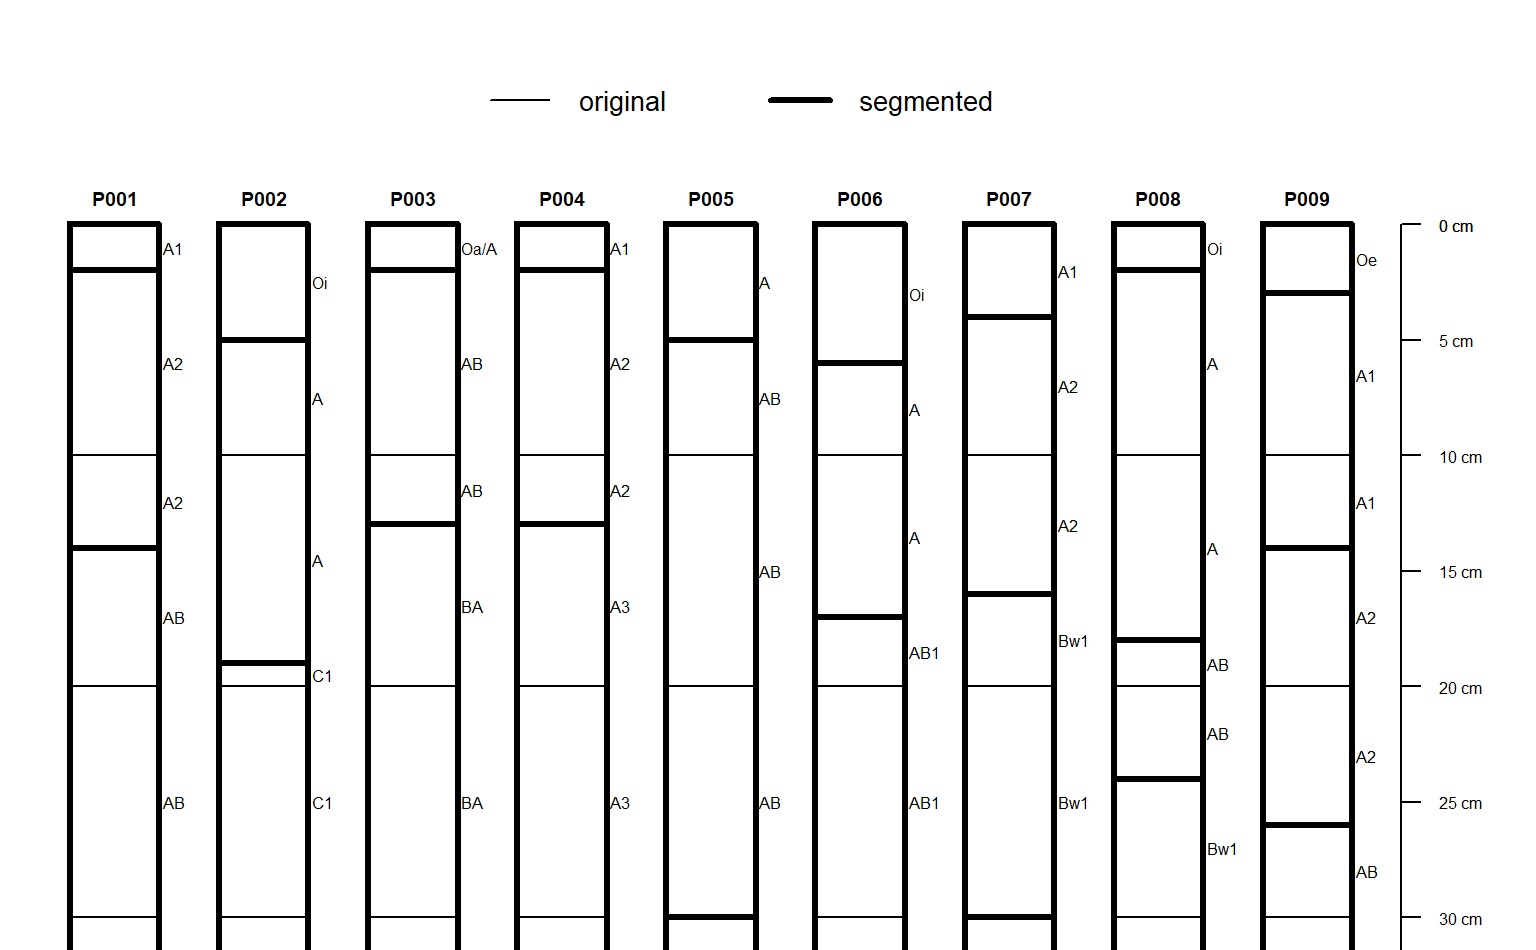 original segmented
P001 P002 P003 P004 P005 P006 P007 P008 P009
0 cm
A1 Oa/A A1 Oi
Oe
A1
Oi A
Oi
5 cm
A2 AB A2 A
A1
A2
A AB
A
10 cm
AB A2
A2 A1
A2
A
A
A AB
15 cm
BA A3
AB A2
Bw1
AB1
AB
C1
20 cm
AB
A2
AB C1 BA A3 AB AB1 Bw1
25 cm
Bw1
AB
30 cm